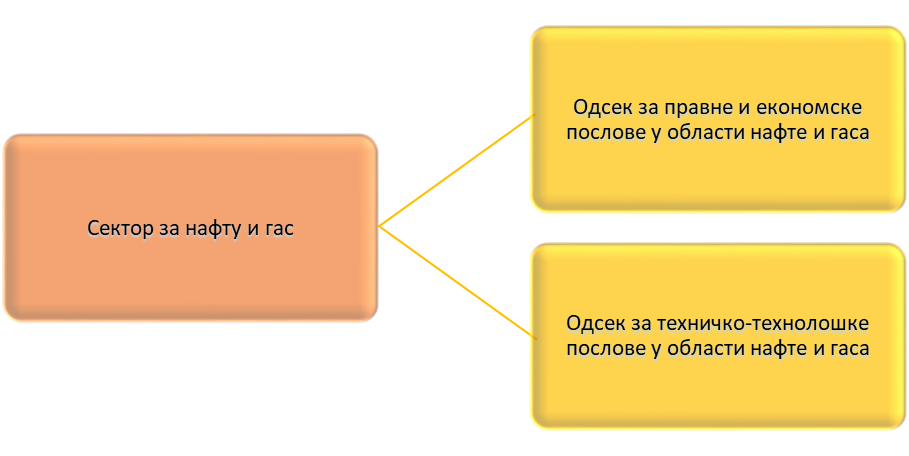 Сектор за нафту и гас
Одсек за правне и економске
послове у области нафте и гаса
Одсек за техничко-технолошке
послове у области нафте и гаса